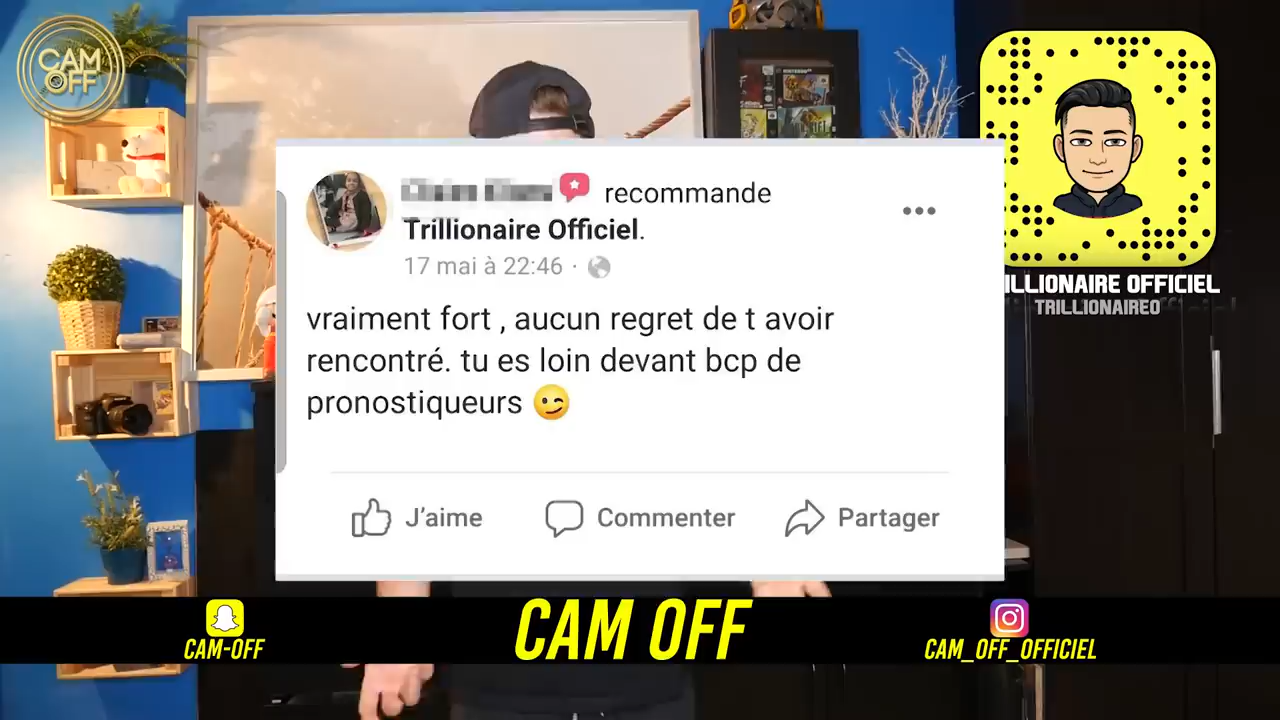 CAM
OFF
recommande
Trillionaire Officiel.
17 mai à 22:46 ·
vraiment fort , aucun regret de t avoir
rencontré. tu es loin devant bcp de
pronostiqueurs 😉
J’aime
Commenter
Partager
ILLIONAIRE OFFICIEL
TRILLIONAIREO
CAM-OFF
CAM OFF
CAM_OFF_OFFICIEL